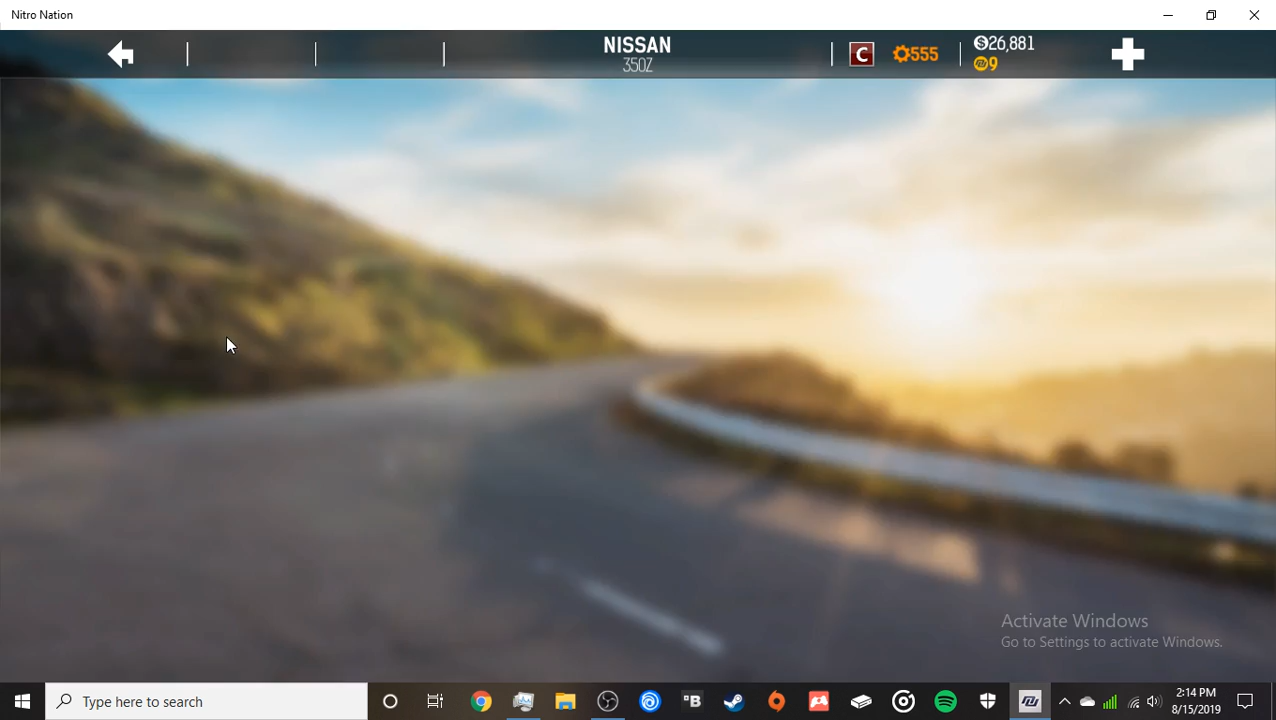 Nitro Nation
NISSAN
350Z
C
555
26,881
9
Activate Windows
Go to Settings to activate Windows.
Type here to search
2:14 PM
8/15/2019